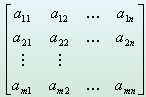 a11 a12 … a1n
a21 a22 … a2n
⋮ ⋮
am1 am2 … amn